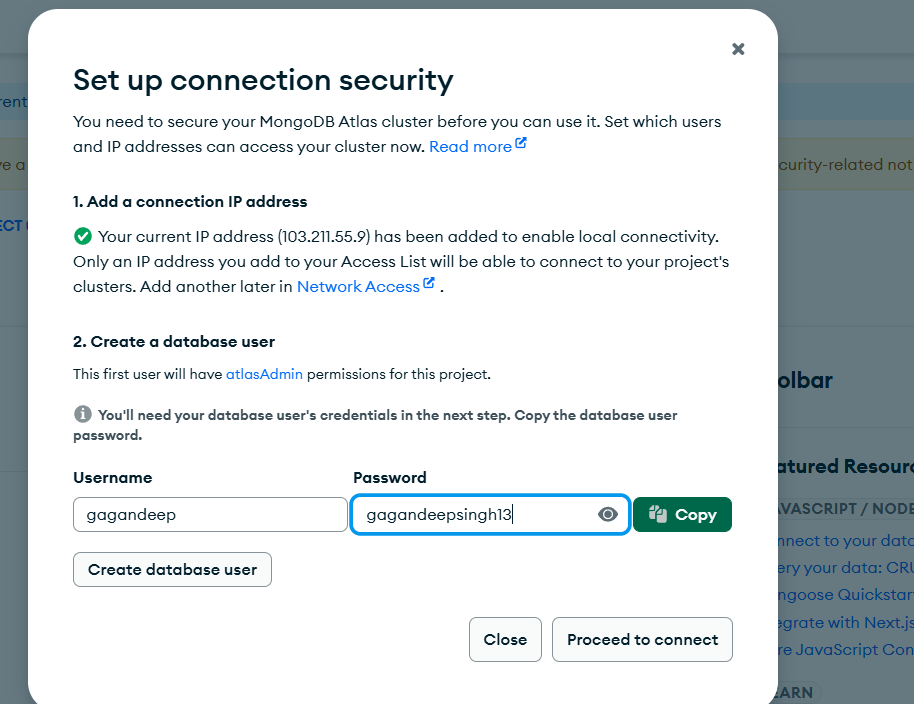 Set up connection security
You need to secure your MongoDB Atlas cluster before you can use it. Set which users
and IP addresses can access your cluster now. Read more
1. Add a connection IP address
Your current IP address (103.211.55.9) has been added to enable local connectivity.
Only an IP address you add to your Access List will be able to connect to your project's
clusters. Add another later in Network Access .
2. Create a database user
This first user will have atlasAdmin permissions for this project.
You'll need your database user's credentials in the next step. Copy the database user
password.
Username Password
gagandeep gagandeepsingh13 Copy
Create database user
Close Proceed to connect
rent
ve a
ECT
curity-related not
olbar
atured Resour
AVASCRIPT / NODE
nnect to your data
ery your data: CRU
ngoose Quickstar
egrate with Next.js
re JavaScript Con
EARN